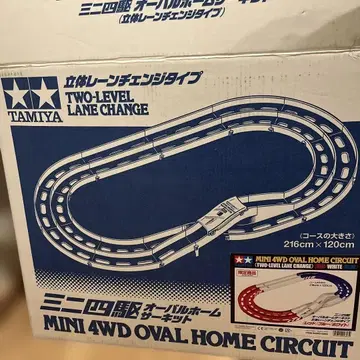 ミニ四駆 オーバルホームサーキット
(立体レーンチェンジタイプ)
立体レーンチェンジタイプ
TWO-LEVEL
LANE CHANGE
TAMIYA
(コースの大きさ)
216cm×120cm
MINI 4WD OVAL HOME CIRCUIT
(TWO-LEVEL LANE CHANGE)
WHITE
ミニ四駆 オーバルホーム
サーキット
MINI 4WD OVAL HOME CIRCUIT